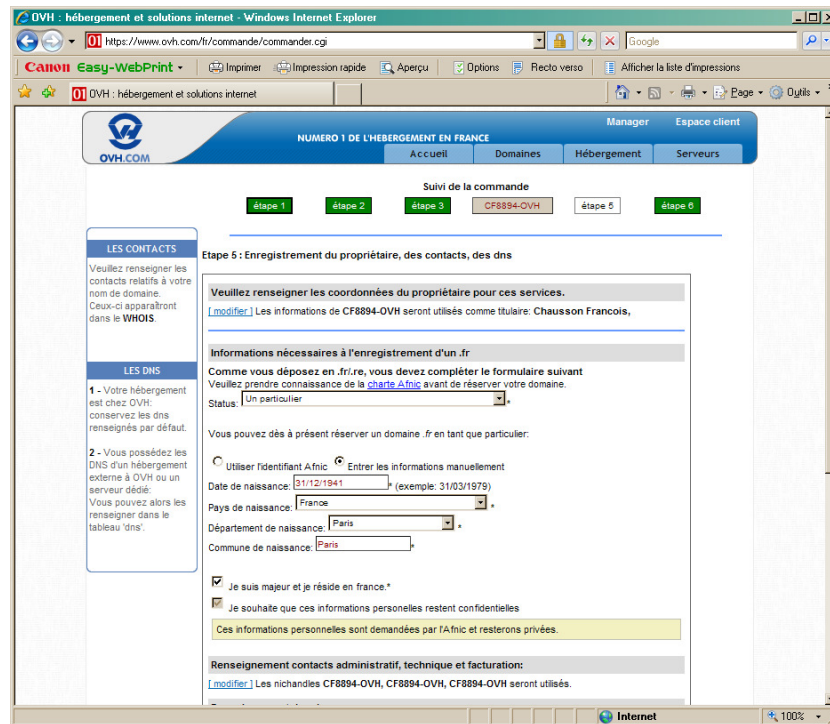 OVH : hébergement et solutions internet - Windows Internet Explorer
https://www.ovh.com/fr/commande/commander.cgi
Google
Canon Easy-WebPrint
Imprimer Impression rapide Aperçu Options Recto verso Afficher la liste d'impressions
OVH : hébergement et solutions internet
Page Outils
Manager Espace client
NUMERO 1 DE L'HEBERGEMENT EN FRANCE
OVH.COM
Accueil Domaines Hébergement Serveurs
Suivi de la commande
étape 1 étape 2 étape 3 CF8894-OVH étape 5 étape 6
LES CONTACTS
Veuillez renseigner les
contacts relatifs à votre
nom de domaine.
Ceux-ci apparaîtront
dans le WHOIS.
LES DNS
1 - Votre hébergement
est chez OVH:
conservez les dns
renseignés par défaut.
2 - Vous possédez les
DNS d'un hébergement
externe à OVH ou un
serveur dédié:
Vous pouvez alors les
renseigner dans le
tableau 'dns'.
Etape 5 : Enregistrement du propriétaire, des contacts, des dns
Veuillez renseigner les coordonnées du propriétaire pour ces services.
[ modifier ] Les informations de CF8894-OVH seront utilisés comme titulaire: Chausson Francois,
Informations nécessaires à l'enregistrement d'un .fr
Comme vous déposez en .fr/.re, vous devez compléter le formulaire suivant
Veuillez prendre connaissance de la charte Afnic avant de réserver votre domaine.
Status: Un particulier *
Vous pouvez dès à présent réserver un domaine .fr en tant que particulier:
Utiliser l'identifiant Afnic Entrer les informations manuellement
Date de naissance: 31/12/1941 * (exemple: 31/03/1979)
Pays de naissance: France *
Département de naissance: Paris *
Commune de naissance: Paris *
Je suis majeur et je réside en france.*
Je souhaite que ces informations personelles restent confidentielles
Ces informations personnelles sont demandées par l'Afnic et resterons privées.
Renseignement contacts administratif, technique et facturation:
[ modifier ] Les nichandles CF8894-OVH, CF8894-OVH, CF8894-OVH seront utilisés.
Internet
100%